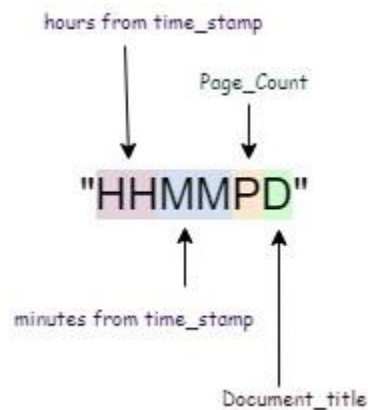 hours from time_stamp
Page_Count
"HHMMPD"
minutes from time_stamp
Document_title